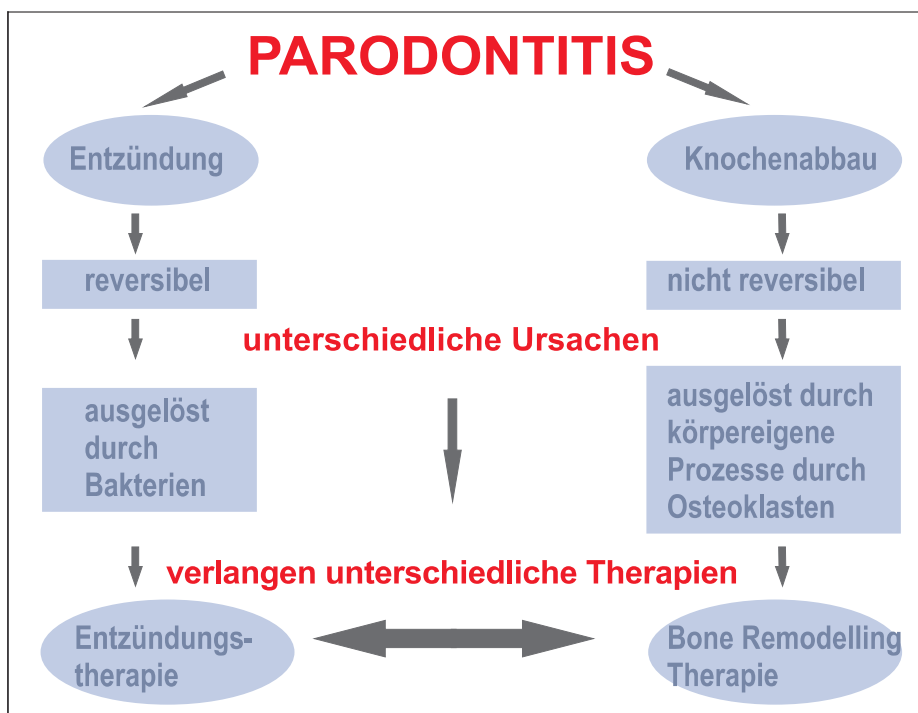 PARODONTITIS
Entzündung
Knochenabbau
reversibel
nicht reversibel
unterschiedliche Ursachen
ausgelöst
durch
Bakterien
ausgelöst durch
körpereigene
Prozesse durch
Osteoklasten
verlangen unterschiedliche Therapien
Entzündungs-
therapie
Bone Remodelling
Therapie